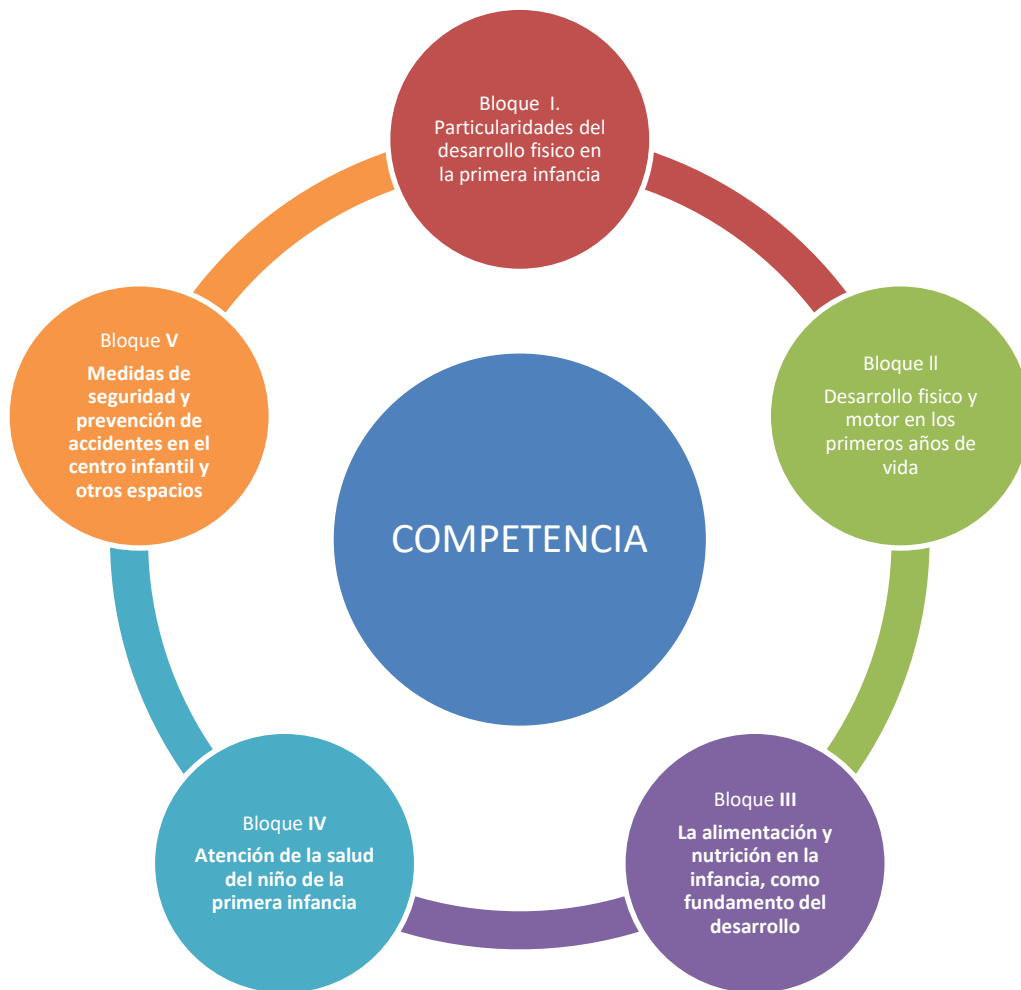 Bloque  I.
Particularidades del
desarrollo fisico en
la primera infancia
Bloque ll
Desarrollo fisico y
motor en los
primeros años de
vida
Bloque III
La alimentación y
nutrición en la
infancia, como
fundamento del
desarrollo
Bloque IV
Atención de la salud
del niño de la
primera infancia
Bloque V
Medidas de
seguridad y
prevención de
accidentes en el
centro infantil y
otros espacios
COMPETENCIA